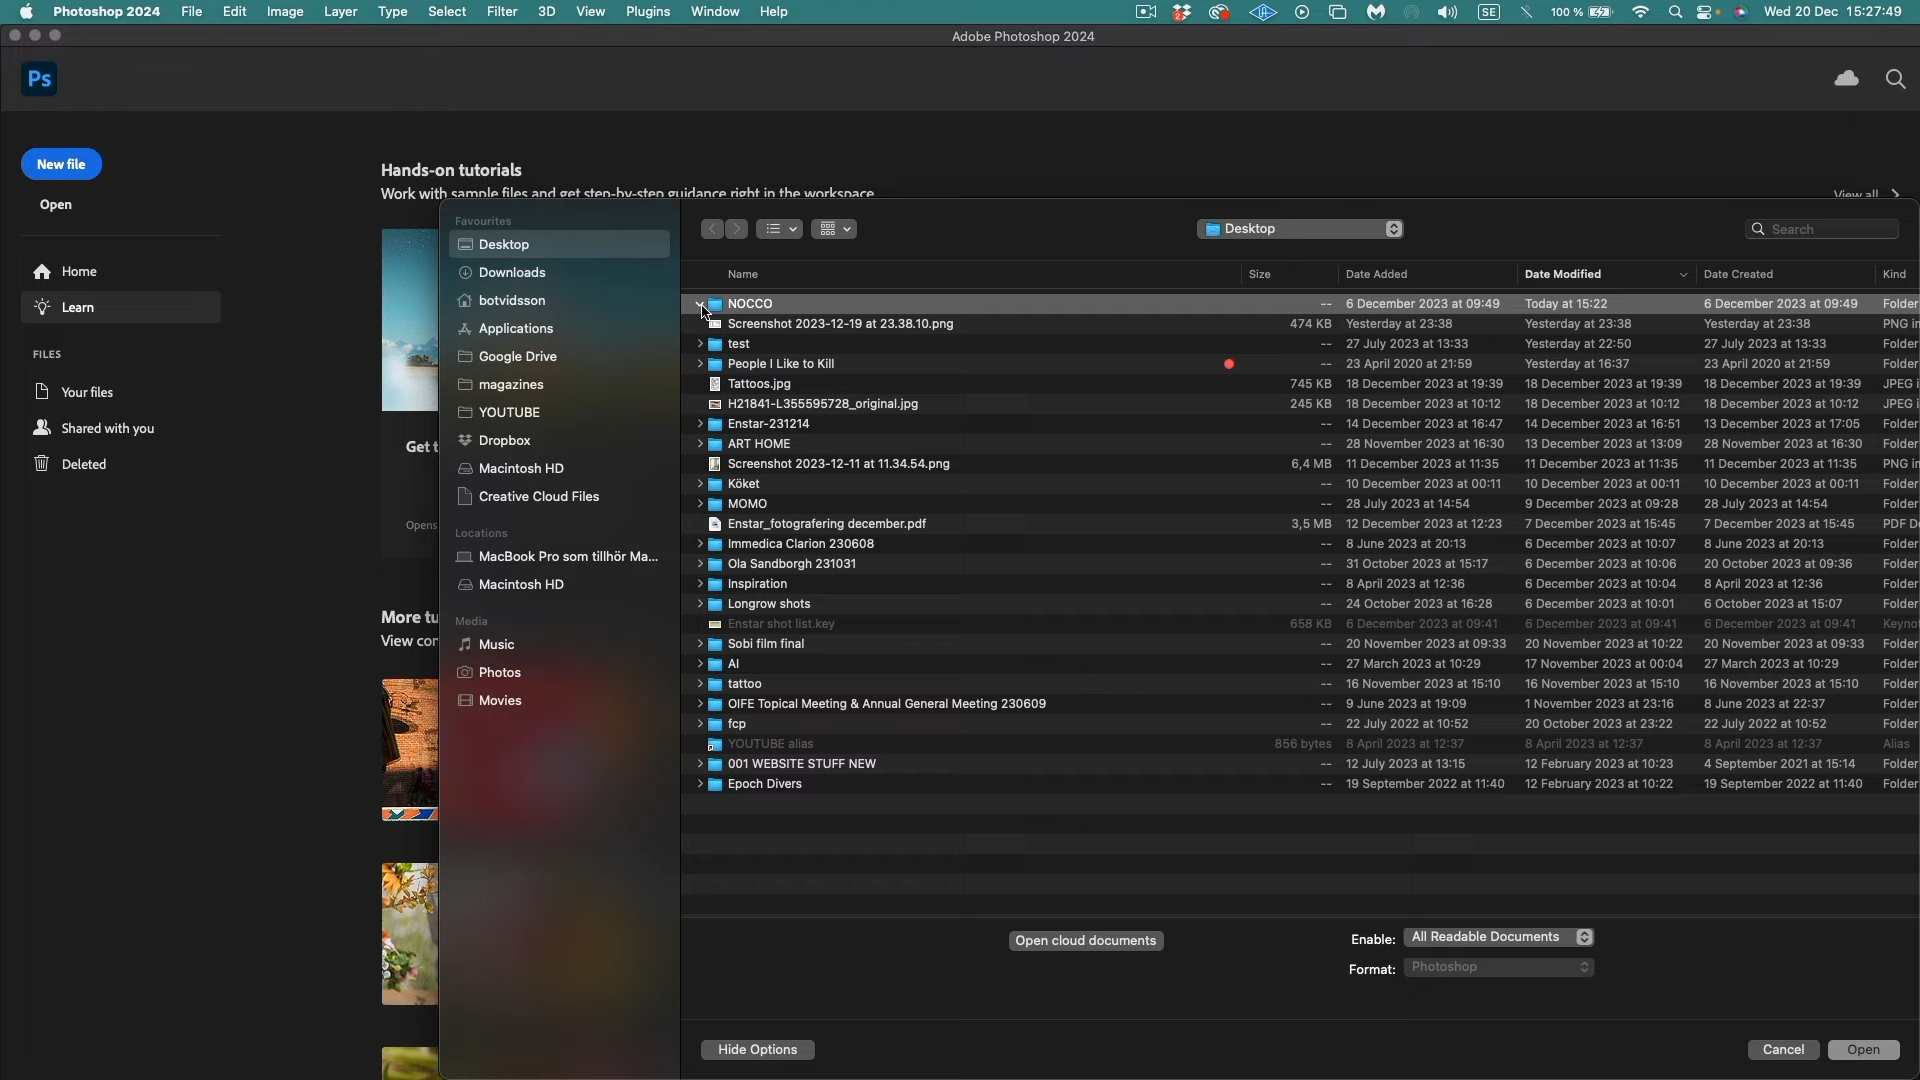 Photoshop 2024 File Edit Image Layer Type Select Filter 3D View Plugins Window Help 2 SE 100 % Wed 20 Dec 15:27:49
Adobe Photoshop 2024
Ps
New file
Open
Home
Learn
FILES
Your files
Shared with you
Deleted
Hands-on tutorials
Work with sample files and get step-by-step guidance right in the workspace
View all
Get t
Opens
More tu
View con
Favourites
Desktop
Downloads
botvidsson
Applications
Google Drive
magazines
YOUTUBE
Dropbox
Macintosh HD
Creative Cloud Files
Locations
MacBook Pro som tillhör Ma...
Macintosh HD
Media
Music
Photos
Movies
Desktop
Search
Name Size Date Added Date Modified Date Created Kind
NOCCO -- 6 December 2023 at 09:49 Today at 15:22 6 December 2023 at 09:49 Folder
Screenshot 2023-12-19 at 23.38.10.png 474 KB Yesterday at 23:38 Yesterday at 23:38 Yesterday at 23:38 PNG in
test -- 27 July 2023 at 13:33 Yesterday at 22:50 27 July 2023 at 13:33 Folder
People I Like to Kill -- 23 April 2020 at 21:59 Yesterday at 16:37 23 April 2020 at 21:59 Folder
Tattoos.jpg 745 KB 18 December 2023 at 19:39 18 December 2023 at 19:39 18 December 2023 at 19:39 JPEG i
H21841-L355595728_original.jpg 245 KB 18 December 2023 at 10:12 18 December 2023 at 10:12 18 December 2023 at 10:12 JPEG i
Enstar-231214 -- 14 December 2023 at 16:47 14 December 2023 at 16:51 13 December 2023 at 17:05 Folder
ART HOME -- 28 November 2023 at 16:30 13 December 2023 at 13:09 28 November 2023 at 16:30 Folder
Screenshot 2023-12-11 at 11.34.54.png 6,4 MB 11 December 2023 at 11:35 11 December 2023 at 11:35 11 December 2023 at 11:35 PNG in
Köket -- 10 December 2023 at 00:11 10 December 2023 at 00:11 10 December 2023 at 00:11 Folder
MOMO -- 28 July 2023 at 14:54 9 December 2023 at 09:28 28 July 2023 at 14:54 Folder
Enstar_fotografering december.pdf 3,5 MB 12 December 2023 at 12:23 7 December 2023 at 15:45 7 December 2023 at 15:45 PDF D
Immedica Clarion 230608 -- 8 June 2023 at 20:13 6 December 2023 at 10:07 8 June 2023 at 20:13 Folder
Ola Sandborgh 231031 -- 31 October 2023 at 15:17 6 December 2023 at 10:06 20 October 2023 at 09:36 Folder
Inspiration -- 8 April 2023 at 12:36 6 December 2023 at 10:04 8 April 2023 at 12:36 Folder
Longrow shots -- 24 October 2023 at 16:28 6 December 2023 at 10:01 6 October 2023 at 15:07 Folder
Enstar shot list.key 658 KB 6 December 2023 at 09:41 6 December 2023 at 09:41 6 December 2023 at 09:41 Keyno
Sobi film final -- 20 November 2023 at 09:33 20 November 2023 at 10:22 20 November 2023 at 09:33 Folder
AI -- 27 March 2023 at 10:29 17 November 2023 at 00:04 27 March 2023 at 10:29 Folder
tattoo -- 16 November 2023 at 15:10 16 November 2023 at 15:10 16 November 2023 at 15:10 Folder
OIFE Topical Meeting & Annual General Meeting 230609 -- 9 June 2023 at 19:09 1 November 2023 at 23:16 8 June 2023 at 22:37 Folder
fcp -- 22 July 2022 at 10:52 20 October 2023 at 23:22 22 July 2022 at 10:52 Folder
YOUTUBE alias 856 bytes 8 April 2023 at 12:37 8 April 2023 at 12:37 8 April 2023 at 12:37 Alias
001 WEBSITE STUFF NEW -- 12 July 2023 at 13:15 12 February 2023 at 10:23 4 September 2021 at 15:14 Folder
Epoch Divers -- 19 September 2022 at 11:40 12 February 2023 at 10:22 19 September 2022 at 11:40 Folder
Open cloud documents
Enable: All Readable Documents
Format: Photoshop
Hide Options
Cancel
Open